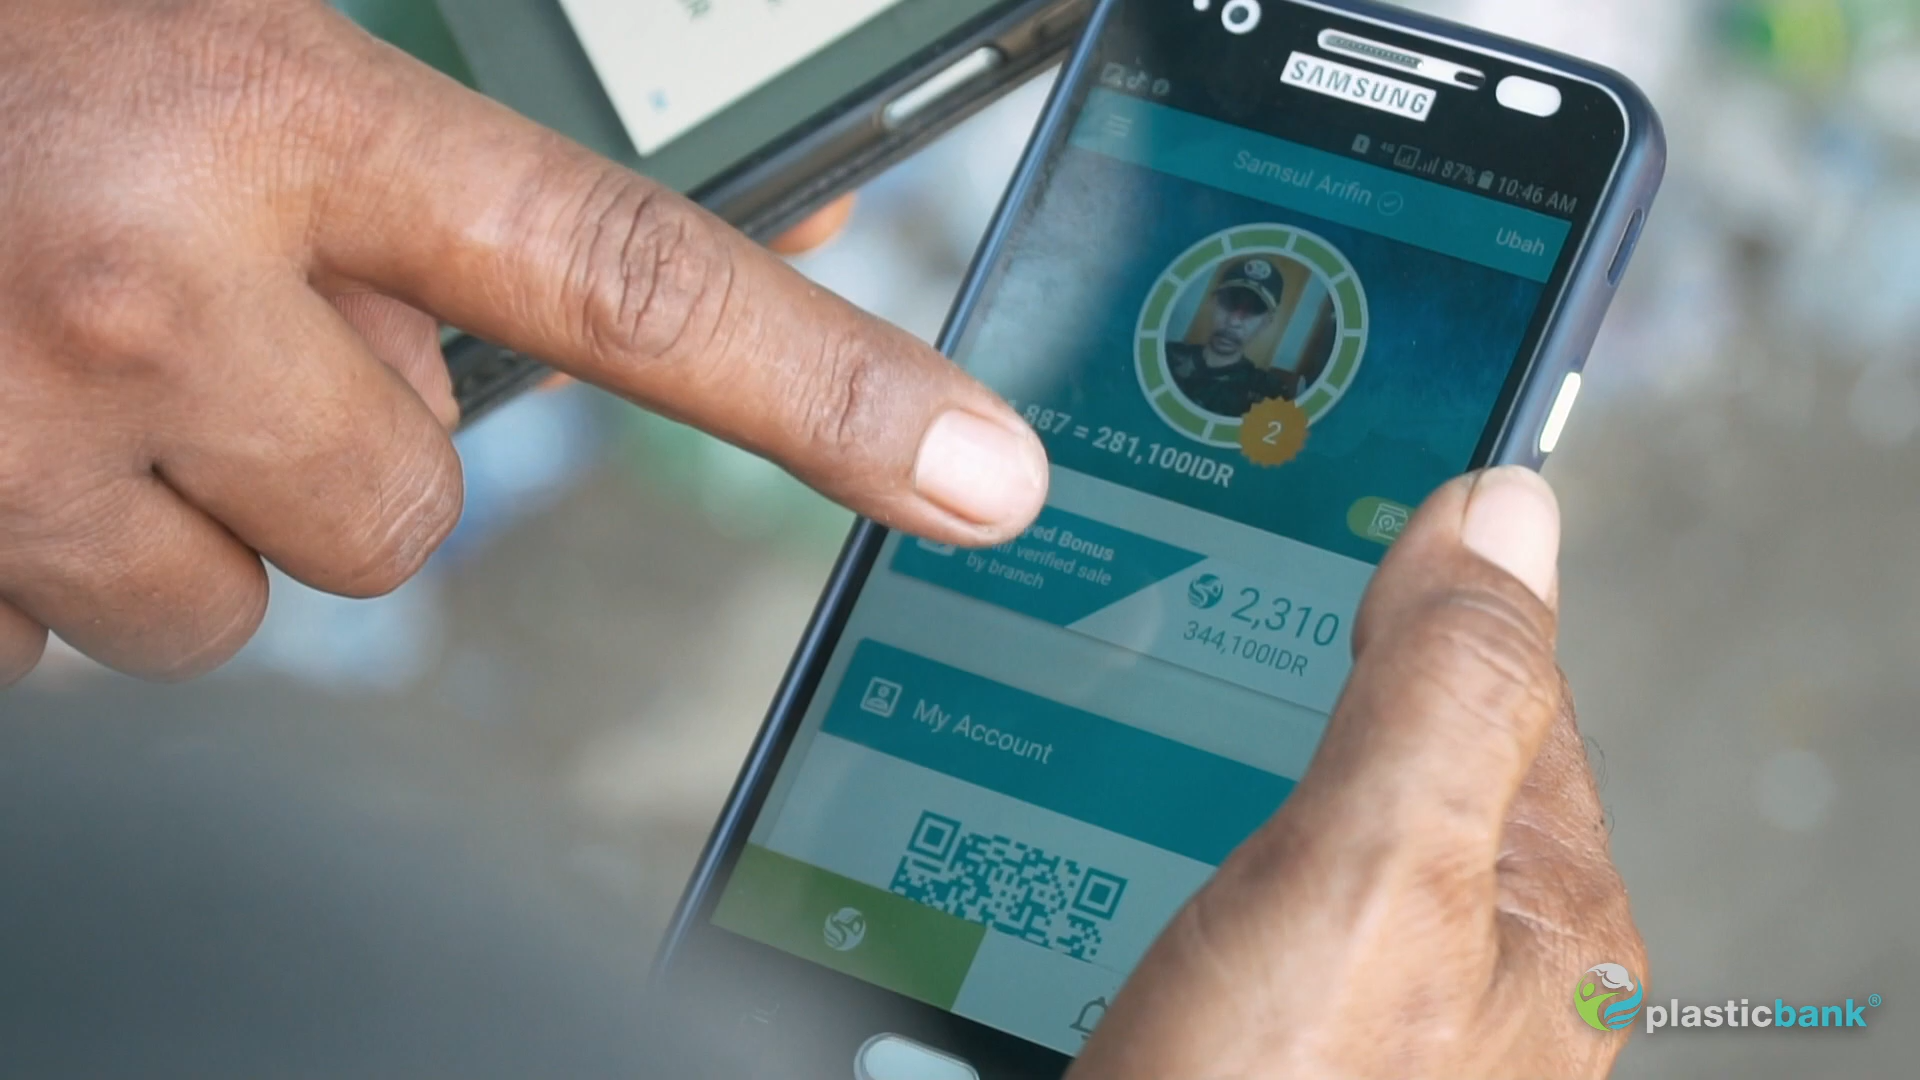 SAMSUNG
4G 87% 10:46 AM
Samsul Arifin
Ubah
2
887 = 281,100IDR
Bonus
verified sale
by branch
2,310
344,100IDR
My Account
plasticbank®